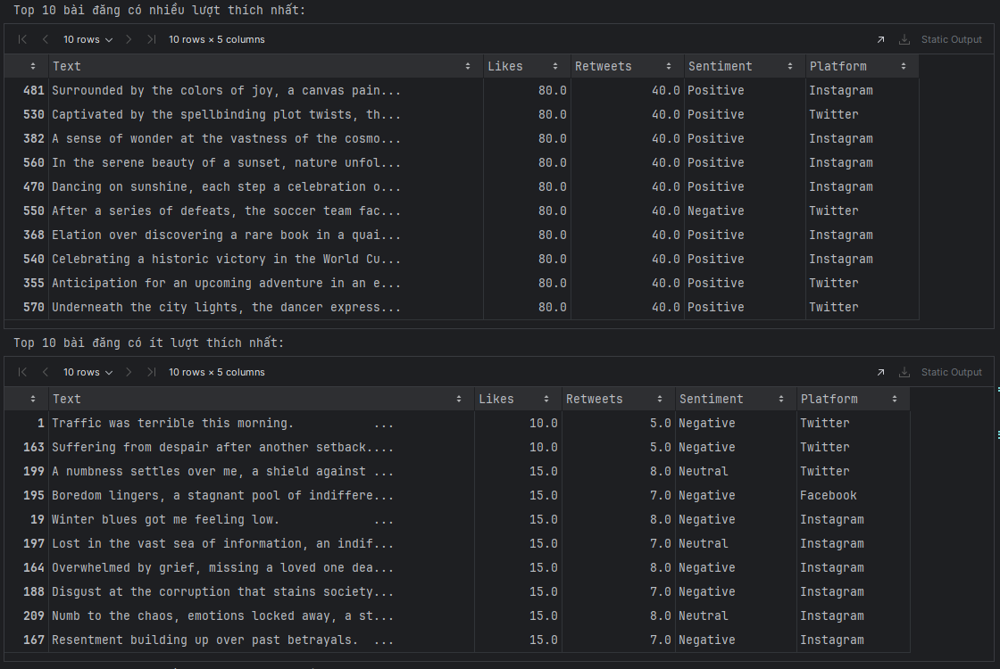 Top 10 bài đăng có nhiều lượt thích nhất:
10 rows 10 rows × 5 columns Static Output
Text Likes Retweets Sentiment Platform
481 Surrounded by the colors of joy, a canvas pain... 80.0 40.0 Positive Instagram
530 Captivated by the spellbinding plot twists, th... 80.0 40.0 Positive Twitter
382 A sense of wonder at the vastness of the cosmo... 80.0 40.0 Positive Instagram
560 In the serene beauty of a sunset, nature unfol... 80.0 40.0 Positive Instagram
470 Dancing on sunshine, each step a celebration o... 80.0 40.0 Positive Instagram
550 After a series of defeats, the soccer team fac... 80.0 40.0 Negative Twitter
368 Elation over discovering a rare book in a quai... 80.0 40.0 Positive Instagram
540 Celebrating a historic victory in the World Cu... 80.0 40.0 Positive Instagram
355 Anticipation for an upcoming adventure in an e... 80.0 40.0 Positive Twitter
570 Underneath the city lights, the dancer express... 80.0 40.0 Positive Twitter
Top 10 bài đăng có ít lượt thích nhất:
10 rows 10 rows × 5 columns Static Output
Text Likes Retweets Sentiment Platform
1 Traffic was terrible this morning. ... 10.0 5.0 Negative Twitter
163 Suffering from despair after another setback.... 10.0 5.0 Negative Twitter
199 A numbness settles over me, a shield against ... 15.0 8.0 Neutral Twitter
195 Boredom lingers, a stagnant pool of indiffere... 15.0 7.0 Negative Facebook
19 Winter blues got me feeling low. ... 15.0 8.0 Negative Instagram
197 Lost in the vast sea of information, an indif... 15.0 7.0 Neutral Instagram
164 Overwhelmed by grief, missing a loved one dea... 15.0 8.0 Negative Instagram
188 Disgust at the corruption that stains society... 15.0 7.0 Negative Instagram
209 Numb to the chaos, emotions locked away, a st... 15.0 8.0 Neutral Instagram
167 Resentment building up over past betrayals. ... 15.0 7.0 Negative Instagram